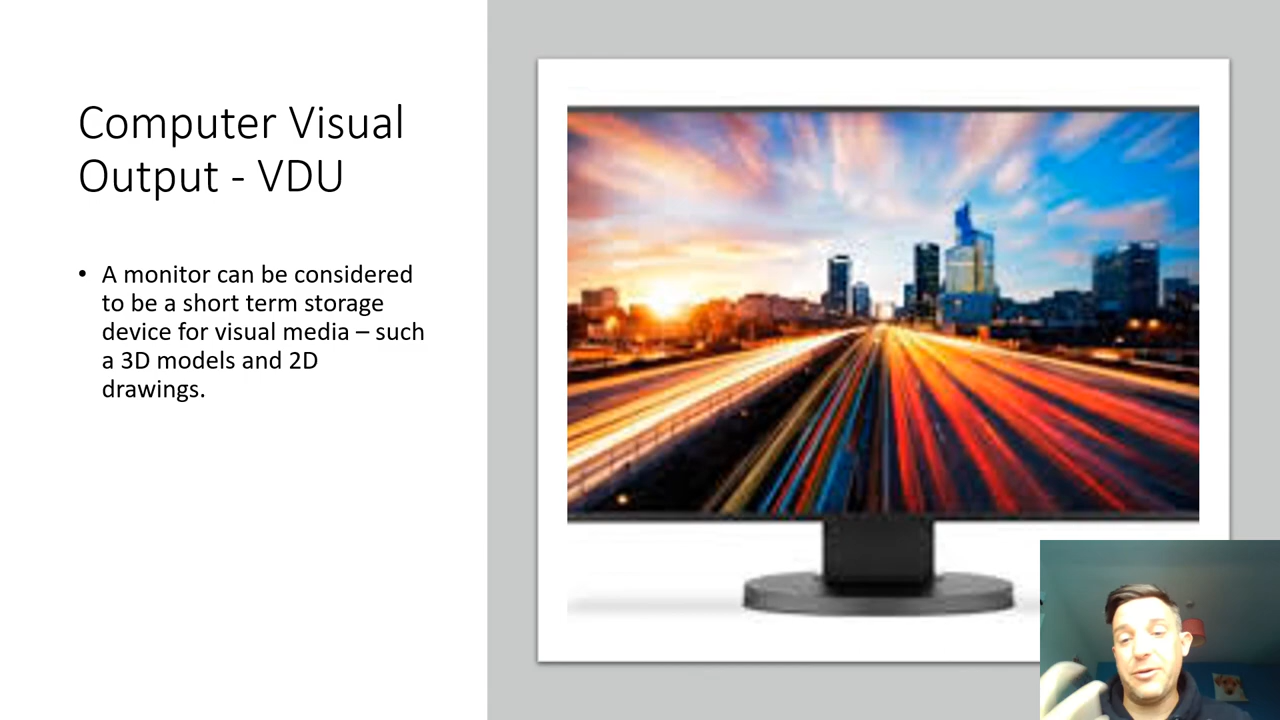 Computer Visual
Output - VDU
• A monitor can be considered
to be a short term storage
device for visual media – such
a 3D models and 2D
drawings.